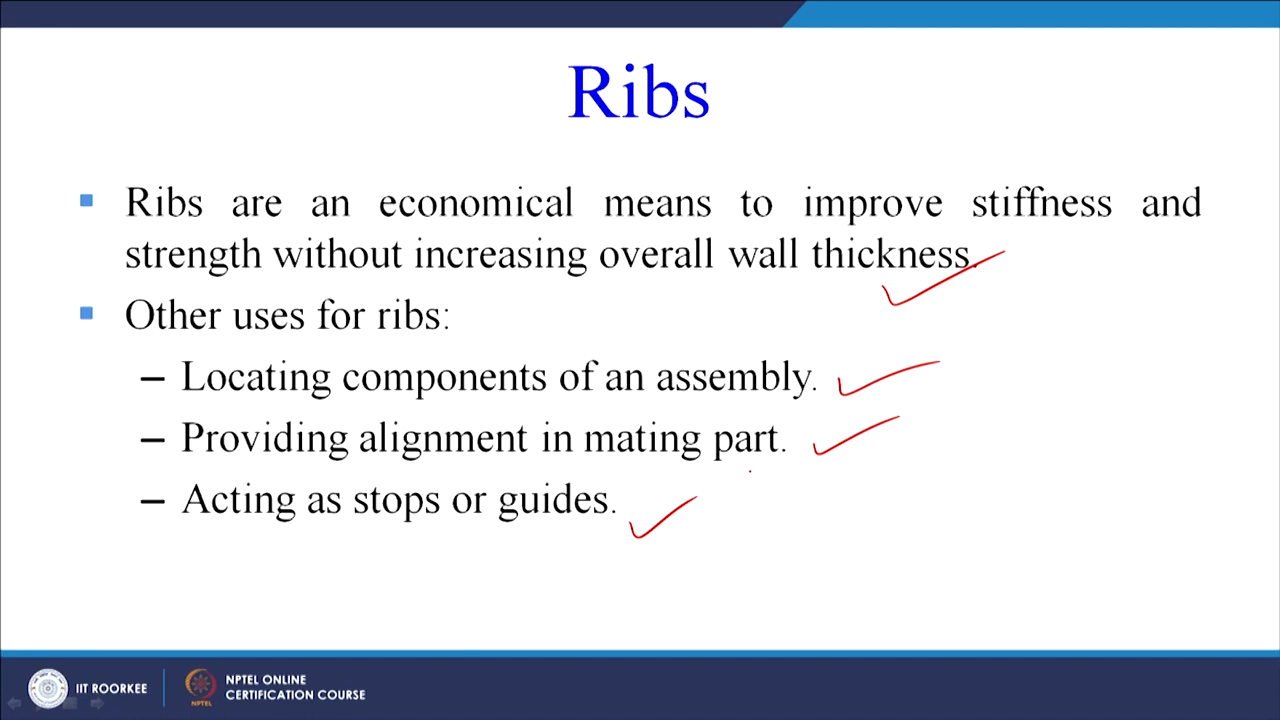 Ribs
Ribs are an economical means to improve stiffness and
strength without increasing overall wall thickness.
Other uses for ribs:
– Locating components of an assembly.
– Providing alignment in mating part.
– Acting as stops or guides.
IIT ROORKEE
NPTEL ONLINE
CERTIFICATION COURSE
NPTEL